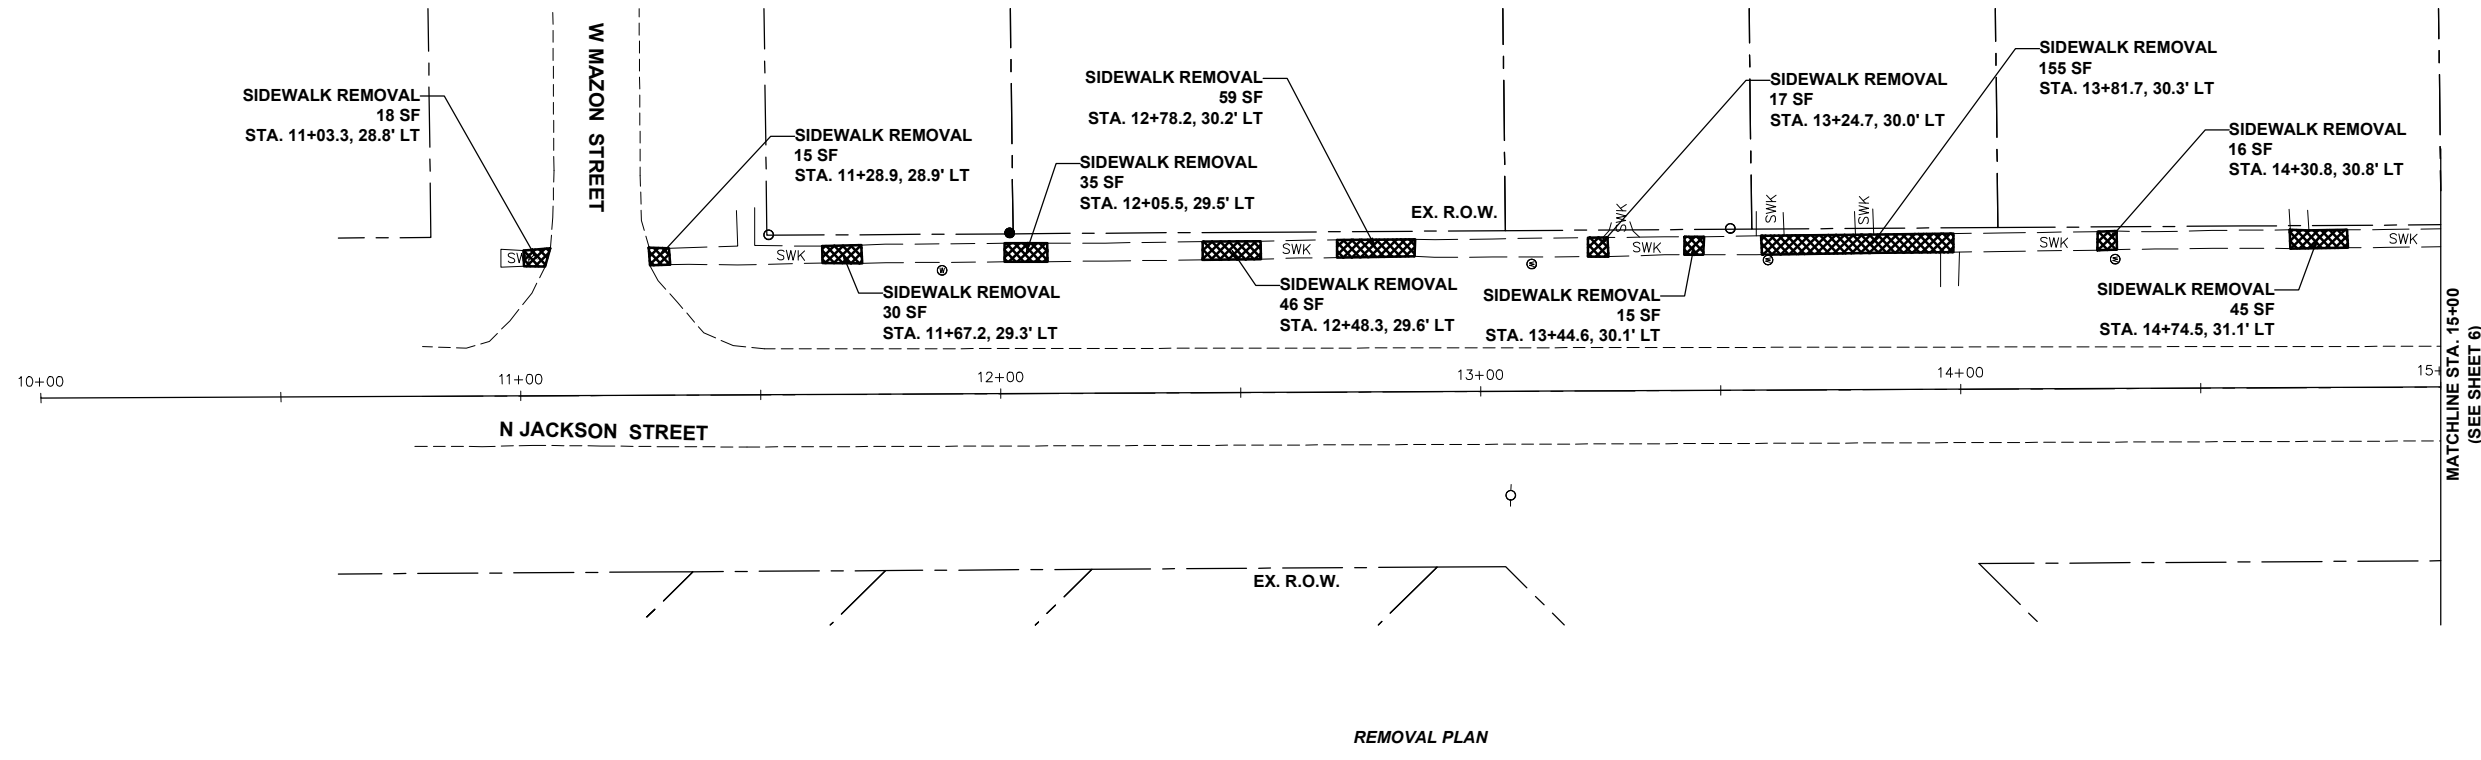 W MAZON STREET
SIDEWALK REMOVAL
18 SF
STA. 11+03.3, 28.8' LT
SIDEWALK REMOVAL
15 SF
STA. 11+28.9, 28.9' LT
SIDEWALK REMOVAL
59 SF
STA. 12+78.2, 30.2' LT
SIDEWALK REMOVAL
35 SF
STA. 12+05.5, 29.5' LT
SIDEWALK REMOVAL
17 SF
STA. 13+24.7, 30.0' LT
SIDEWALK REMOVAL
155 SF
STA. 13+81.7, 30.3' LT
SIDEWALK REMOVAL
16 SF
STA. 14+30.8, 30.8' LT
EX. R.O.W.
SWK
SWK
SWK
SW
SWK
SWK
SWK
SWK
SWK
SIDEWALK REMOVAL
30 SF
STA. 11+67.2, 29.3' LT
SIDEWALK REMOVAL
46 SF
STA. 12+48.3, 29.6' LT
SIDEWALK REMOVAL
15 SF
STA. 13+44.6, 30.1' LT
SIDEWALK REMOVAL
45 SF
STA. 14+74.5, 31.1' LT
10+00
11+00
12+00
13+00
14+00
15+
MATCHLINE STA. 15+00
(SEE SHEET 6)
N JACKSON STREET
EX. R.O.W.
REMOVAL PLAN